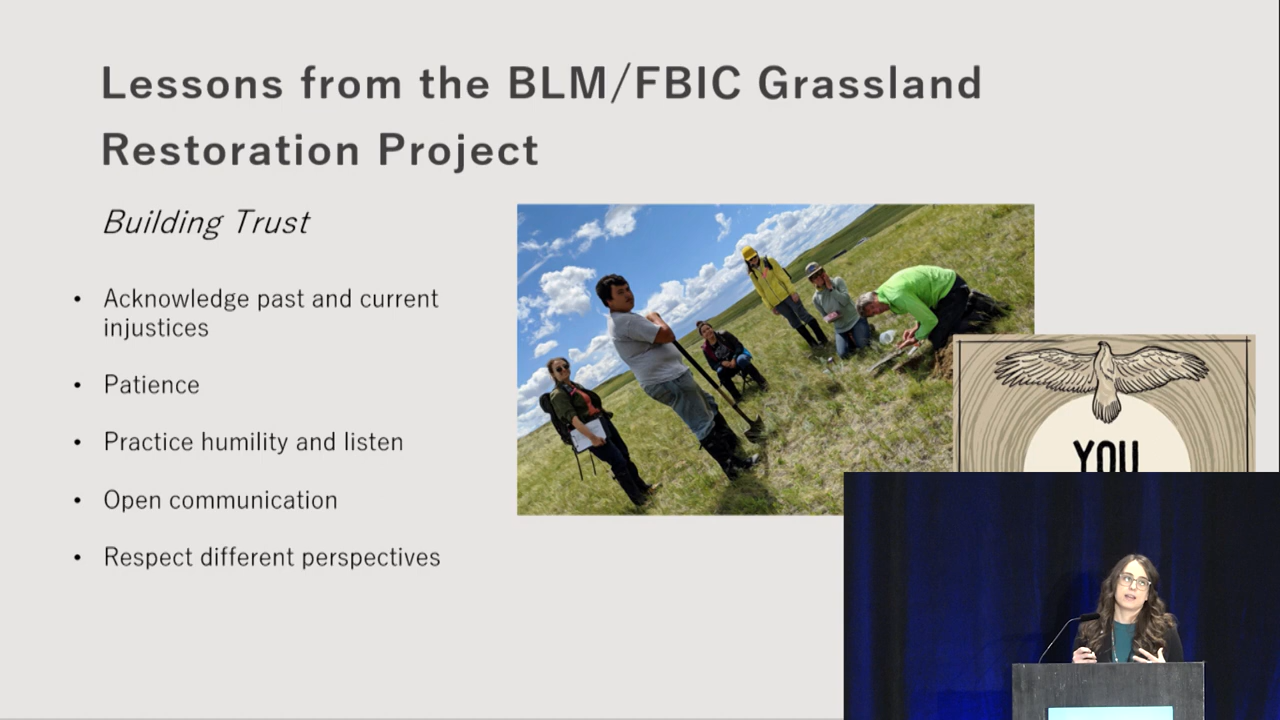 Lessons from the BLM/FBIC Grassland
Restoration Project
Building Trust
• Acknowledge past and current
injustices
• Patience
• Practice humility and listen
• Open communication
• Respect different perspectives
YOU